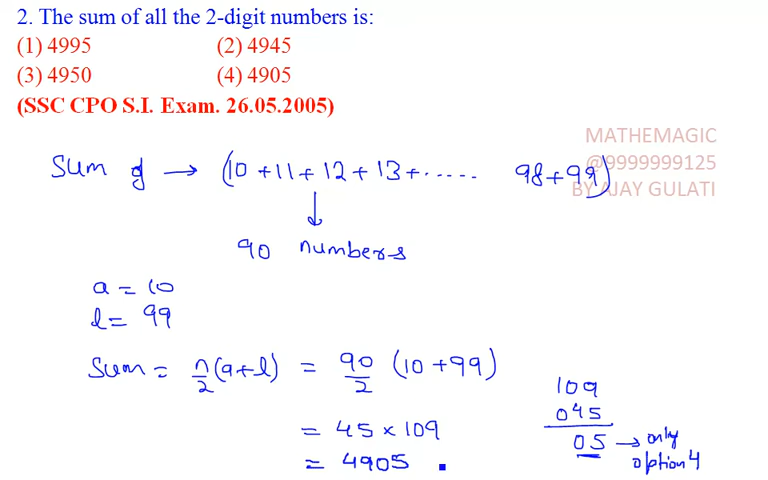 2. The sum of all the 2-digit numbers is:
(1) 4995 (2) 4945
(3) 4950 (4) 4905
(SSC CPO S.I. Exam. 26.05.2005)
MATHEMAGIC
@9999999125
BY AJAY GULATI
Sum of → (10 + 11 + 12 + 13 + ..... 98 + 99)
↓
90 numbers
a = 10
l = 99
Sum = n/2 (a + l) = 90/2 (10 + 99)
= 45 × 109
= 4905
109
045
05 → only
option 4